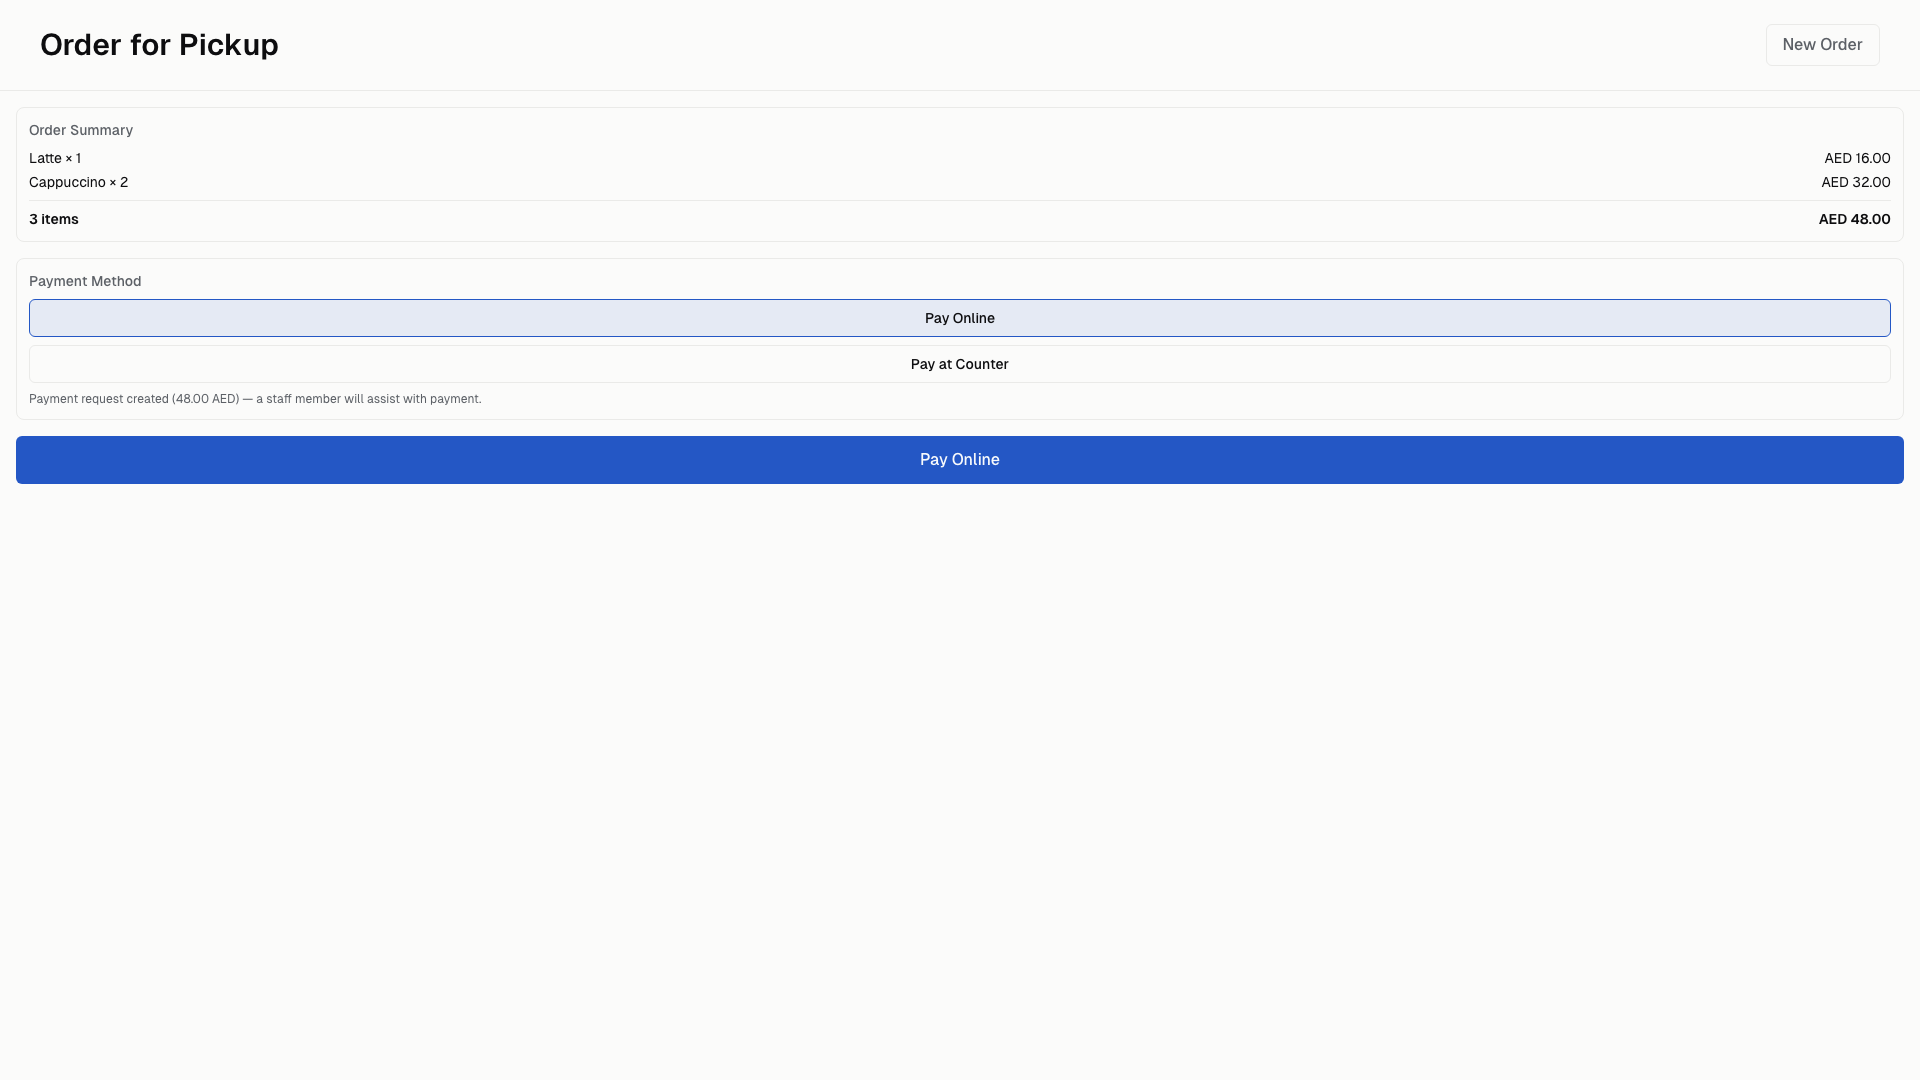 Order for Pickup
New Order
Order Summary
Latte × 1 AED 16.00
Cappuccino × 2 AED 32.00
3 items AED 48.00
Payment Method
Pay Online
Pay at Counter
Payment request created (48.00 AED) — a staff member will assist with payment.
Pay Online